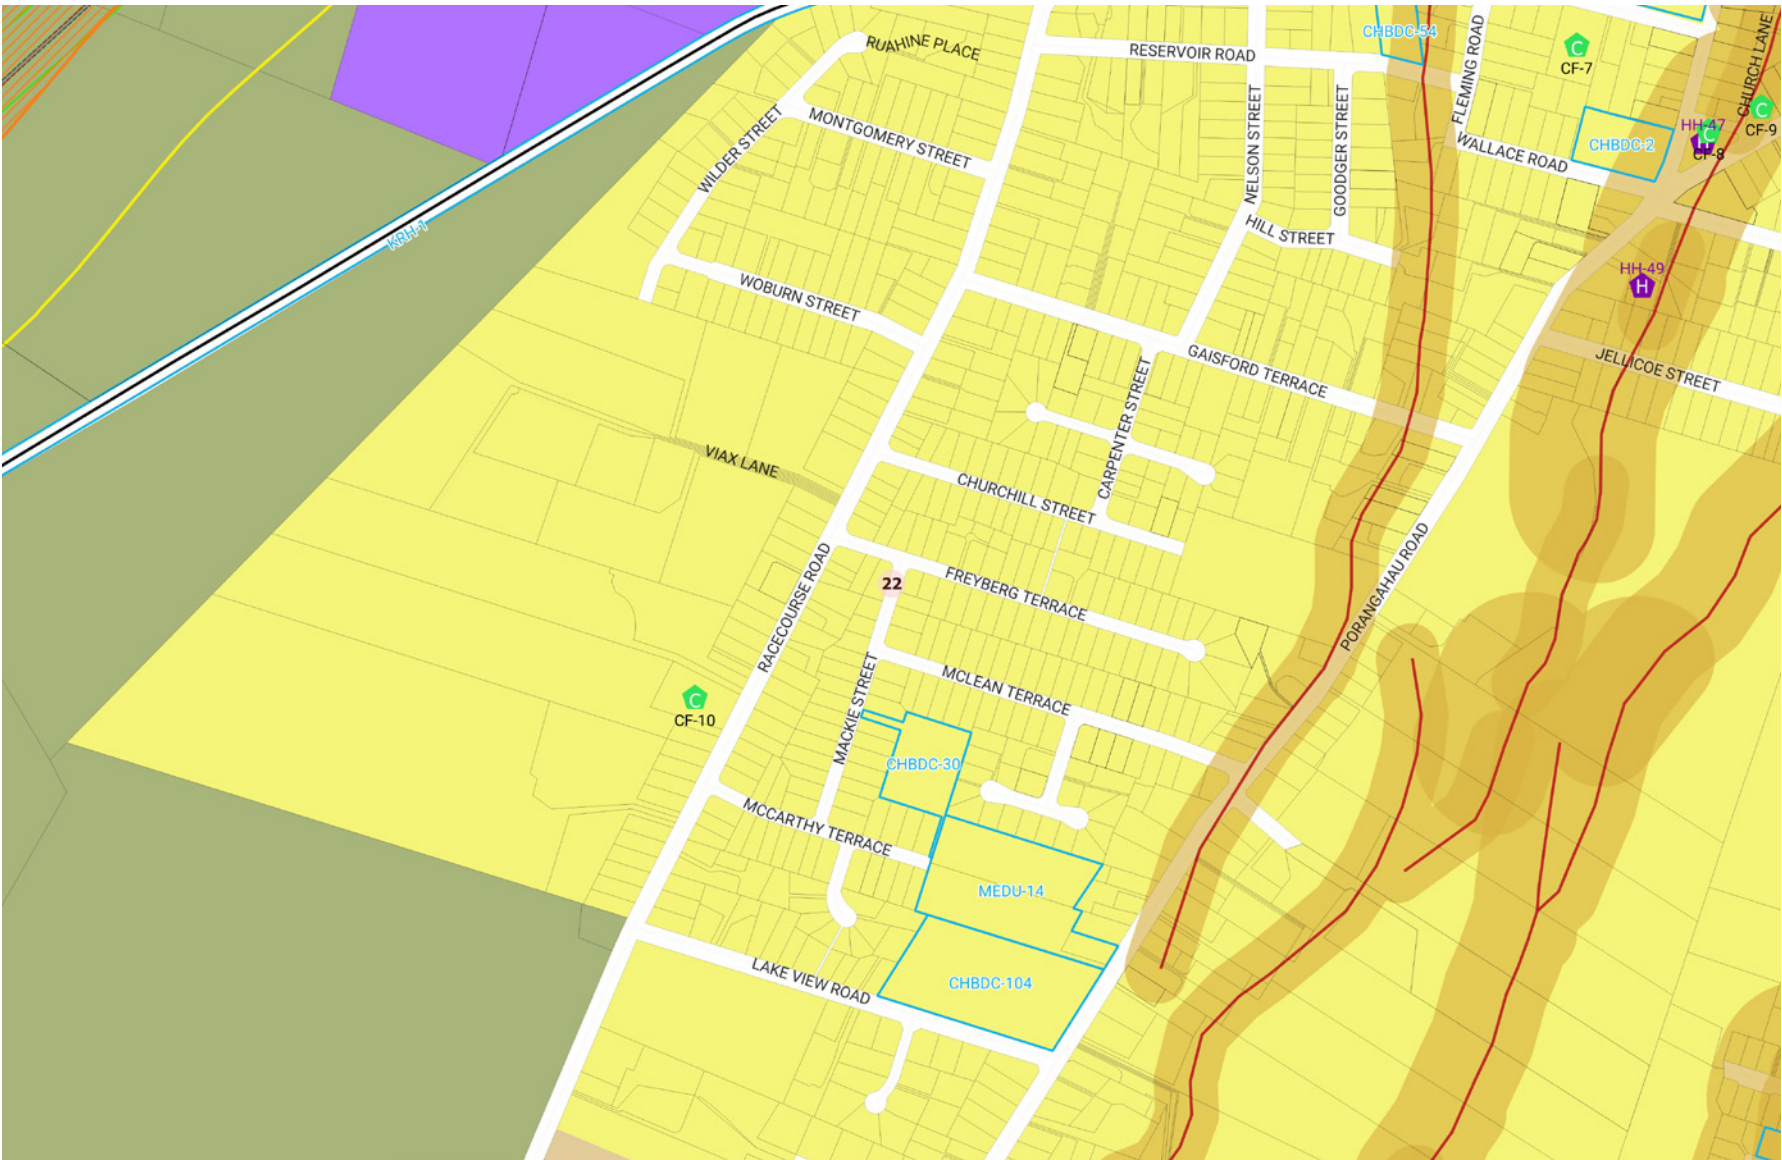 CHBDC-54
RUAHINE PLACE
RESERVOIR ROAD
FLEMING ROAD
C
CF-7
CHURCH LANE
C
CF-9
HH-47
C
H
CF-8
CHBDC-2
WALLACE ROAD
MONTGOMERY STREET
WILDER STREET
NELSON STREET
GOODGER STREET
HILL STREET
KRH-1
HH-49
H
WOBURN STREET
GAISFORD TERRACE
JELLICOE STREET
CARPENTER STREET
VIAX LANE
CHURCHILL STREET
PORANGAHAU ROAD
RACECOURSE ROAD
22
FREYBERG TERRACE
MCLEAN TERRACE
MACKIE STREET
C
CF-10
CHBDC-30
MCCARTHY TERRACE
MEDU-14
LAKE VIEW ROAD
CHBDC-104